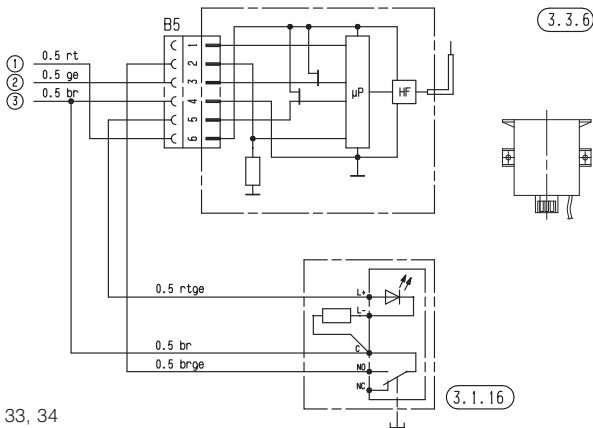 B5
3.3.6
1 0.5 rt
2 0.5 ge
3 0.5 br
1
2
3
4
5
6
µP
HF
0.5 rtge
L+
L-
0.5 br
C
0.5 brge
NO
NC
3.1.16
33, 34